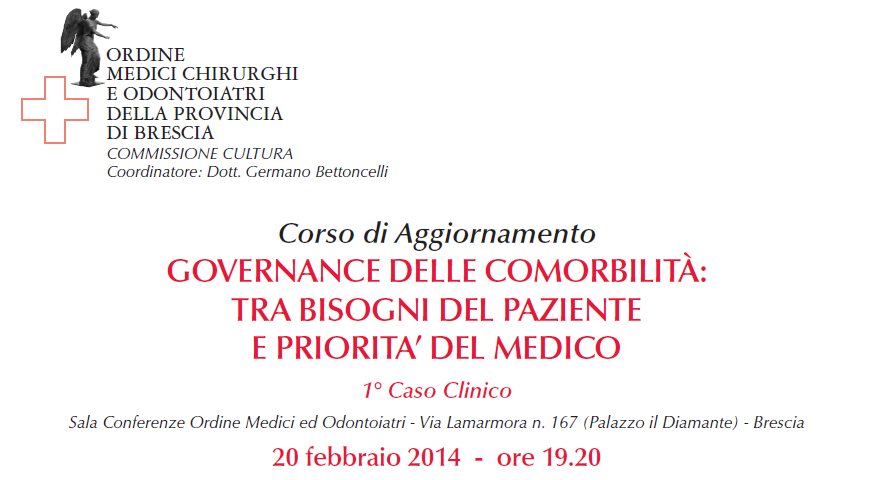 ORDINE
MEDICI CHIRURGHI
E ODONTOIATRI
DELLA PROVINCIA
DI BRESCIA
COMMISSIONE CULTURA
Coordinatore: Dott. Germano Bettoncelli
Corso di Aggiornamento
GOVERNANCE DELLE COMORBILITÀ:
TRA BISOGNI DEL PAZIENTE
E PRIORITA’ DEL MEDICO
1° Caso Clinico
Sala Conferenze Ordine Medici ed Odontoiatri - Via Lamarmora n. 167 (Palazzo il Diamante) - Brescia
20 febbraio 2014 - ore 19.20